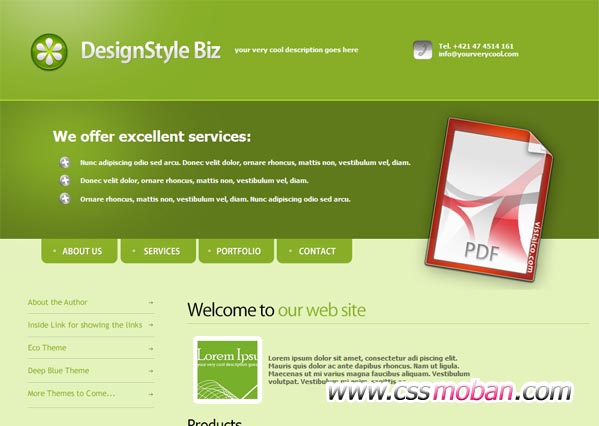 DesignStyle Biz
your very cool description goes here
Tel. +421 47 4514 161
info@yourverycool.com
We offer excellent services:
Nunc adipiscing odio sed arcu. Donec velit dolor, ornare rhoncus, mattis non, vestibulum vel, diam.
Donec velit dolor, ornare rhoncus, mattis non, vestibulum vel, diam.
Ornare rhoncus, mattis non, vestibulum vel, diam. Nunc adipiscing odio sed arcu.
PDF
vistaico.com
ABOUT US
SERVICES
PORTFOLIO
CONTACT
About the Author
Inside Link for showing the links
Eco Theme
Deep Blue Theme
More Themes to Come...
Welcome to our web site
Lorem Ipsu
your very cool description goes
Lorem ipsum dolor sit amet, consectetur adi piscing elit.
Mauris quis dolor ac ante dapibus rhoncus. Nam ut ligula.
Maecenas ut mi varius magna faucibus aliquam. Vestibulum
volutpat. Vestibulum mi enim,
www.cssmoban.com
Products